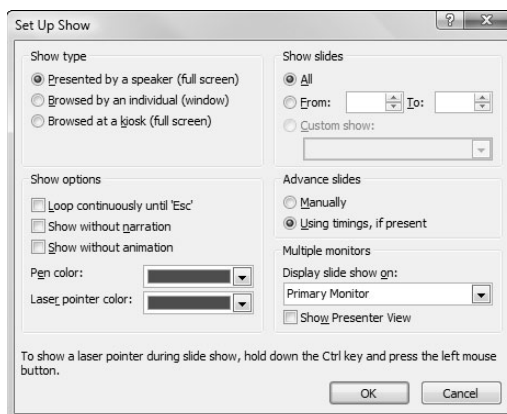 Set Up Show
Show type
Presented by a speaker (full screen)
Browsed by an individual (window)
Browsed at a kiosk (full screen)
Show slides
All
From: To:
Custom show:
Show options
Loop continuously until 'Esc'
Show without narration
Show without animation
Pen color:
Laser pointer color:
Advance slides
Manually
Using timings, if present
Multiple monitors
Display slide show on:
Primary Monitor
Show Presenter View
To show a laser pointer during slide show, hold down the Ctrl key and press the left mouse
button.
OK Cancel